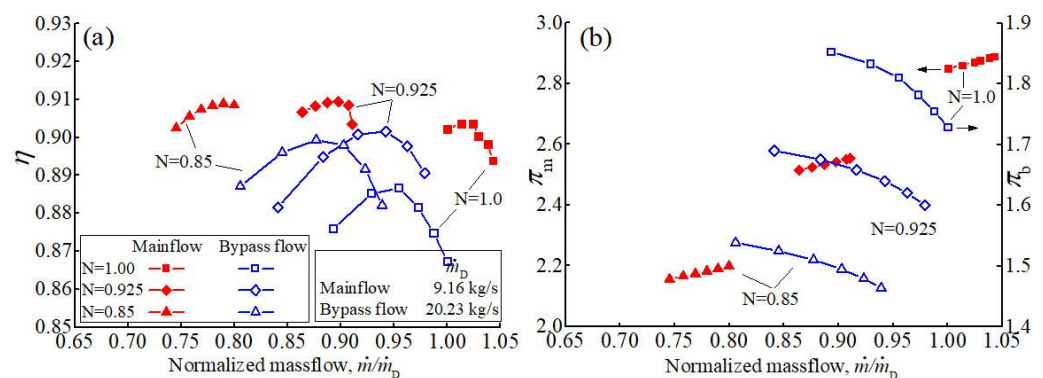 (a)
η
0.93
0.92
0.91
0.90
0.89
0.88
0.87
0.86
0.85
N=0.925
N=0.85
N=1.0
Mainflow Bypass flow
N=1.00
N=0.925
N=0.85
ṁD
Mainflow 9.16 kg/s
Bypass flow 20.23 kg/s
0.65 0.70 0.75 0.80 0.85 0.90 0.95 1.00 1.05
Normalized massflow, ṁ/ṁD
(b)
πm
3.0
2.8
2.6
2.4
2.2
2.0
N=1.0
N=0.925
N=0.85
πb
1.9
1.8
1.7
1.6
1.5
1.4
0.65 0.70 0.75 0.80 0.85 0.90 0.95 1.00 1.05
Normalized massflow, ṁ/ṁD